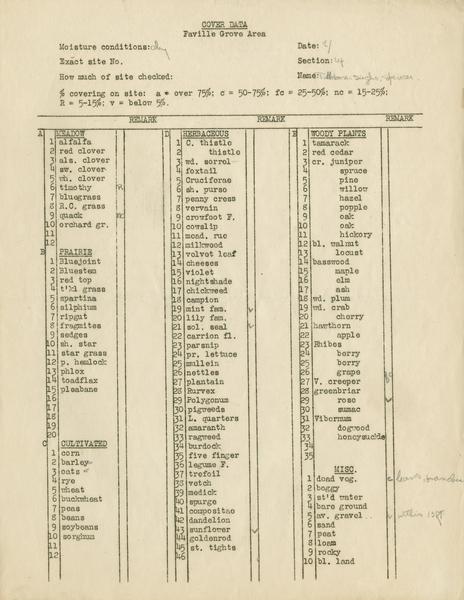 COVER DATA
Faville Grove Area
Moisture conditions: dry
Date:
Exact site No.
Section: 4
How much of site checked:
Name:
% covering on site: a = over 75%; c = 50-75%; fc = 25-50%; nc = 15-25%;
R = 5-15%; v = below 5%.
REMARK REMARK REMARK
A MEADOW
1 alfalfa
2 red clover
3 als. clover
4 sw. clover
5 wh. clover
6 timothy R
7 bluegrass
8 R.C. grass
9 quack
10 orchard gr.
11
12
B PRAIRIE
1 Bluejoint
2 Bluestem
3 red top
4 t'kl grass
5 spartina
6 silphium
7 ripgut
8 fragmites
9 sedges
10 sh. star
11 star grass
12 p. hemlock
13 phlox
14 toadflax
15 pleabane
16
17
18
19
20
C CULTIVATED
1 corn
2 barley
3 oats
4 rye
5 wheat
6 buckwheat
7 peas
8 beans
9 soybeans
10 sorghum
11
12
D HERBACEOUS
1 C. thistle
2 thistle
3 wd. sorrel
4 foxtail
5 Cruciforae
6 sh. purso
7 penny cress
8 vervain
9 crowfoot F.
10 cowslip
11 mead. rue
12 milkwood
13 volvet leaf
14 cheeses
15 violet
16 nightshade
17 chickweed
18 campion
19 mint fam. v
20 lily fam.
21 sol. seal v
22 carrion fl.
23 parsnip
24 pr. lettuce
25 mullein
26 nettles
27 plantain
28 Rurvex
29 Polygonum
30 pigweeds
31 L. quarters
32 amaranth
33 ragweed
34 burdock
35 five finger
36 legume F.
37 trefoil
38 vetch
39 medick
40 spurge
41 compositae
42 dandelion
43 sunflower v
44 goldenrod
45 st. tights
46
E WOODY PLANTS
1 tamarack
2 red cedar
3 cr. juniper
4 spruce
5 pine
6 willow
7 hazel
8 popple
9 oak
10 oak
11 hickory
12 bl. walnut
13 locust
14 basswood
15 maple
16 elm
17 ash
18 wd. plum
19 wd. crab
20 cherry
21 hawthorn
22 apple
23 Rhibes
24 berry
25 berry
26 grape
27 V. creeper
28 greenbriar
29 rose v
30 sumac
31 Vibernum
32 dogwood
33 honeysuckle
34
35
MISC.
1 dead veg. c
2 boggy
3 st'd water
4 bare ground
5 av. gravel v
6 sand
7 peat
8 loam
9 rocky
10 bl. land